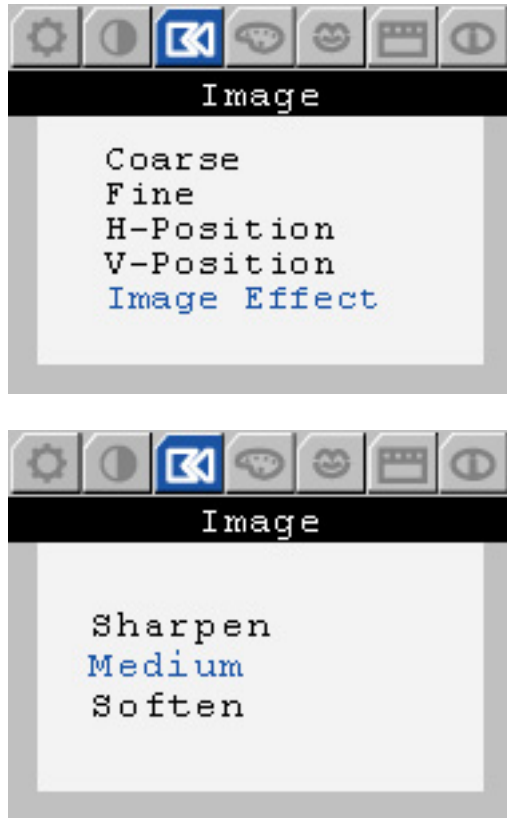 Image
Coarse
Fine
H-Position
V-Position
Image Effect
Image
Sharpen
Medium
Soften